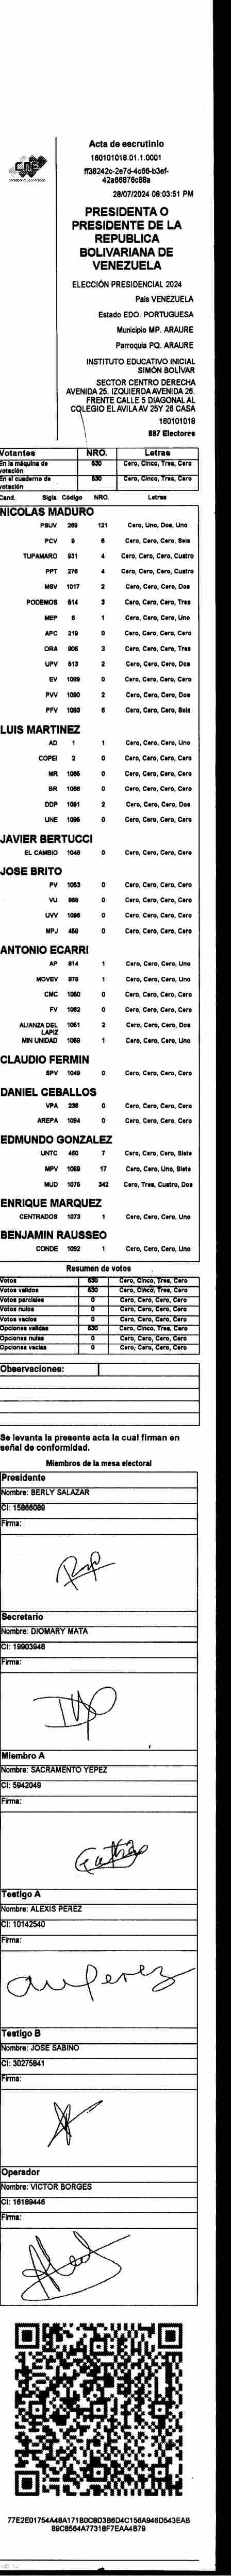 CNE
Acta de escrutinio
160101018.01.1.0001
ff38242c-2e7d-4c66-b3ef-
42a66876c88a
28/07/2024 08:03:51 PM
PRESIDENTA O
PRESIDENTE DE LA
REPUBLICA
BOLIVARIANA DE
VENEZUELA
ELECCIÓN PRESIDENCIAL 2024
Pais VENEZUELA
Estado EDO. PORTUGUESA
Municipio MP. ARAURE
Parroquia PQ. ARAURE
INSTITUTO EDUCATIVO INICIAL
SIMÓN BOLÍVAR
SECTOR CENTRO DERECHA
AVENIDA 25. IZQUIERDA AVENIDA 26.
FRENTE CALLE 5 DIAGONAL AL
COLEGIO EL AVILA AV 25Y 26 CASA
160101018
887 Electores
Votantes NRO. Letras
En la máquina de votación 530 Cero, Cinco, Tres, Cero
En el cuaderno de votación 530 Cero, Cinco, Tres, Cero
Cand. Sigla Código NRO. Letras
NICOLAS MADURO
PSUV 269 121 Cero, Uno, Dos, Uno
PCV 9 6 Cero, Cero, Cero, Seis
TUPAMARO 931 4 Cero, Cero, Cero, Cuatro
PPT 276 4 Cero, Cero, Cero, Cuatro
MSV 1017 2 Cero, Cero, Cero, Dos
PODEMOS 514 3 Cero, Cero, Cero, Tres
MEP 5 1 Cero, Cero, Cero, Uno
APC 219 0 Cero, Cero, Cero, Cero
ORA 906 3 Cero, Cero, Cero, Tres
UPV 513 2 Cero, Cero, Cero, Dos
EV 1089 0 Cero, Cero, Cero, Cero
PVV 1090 2 Cero, Cero, Cero, Dos
PFV 1093 6 Cero, Cero, Cero, Seis
LUIS MARTINEZ
AD 1 1 Cero, Cero, Cero, Uno
COPEI 2 0 Cero, Cero, Cero, Cero
MR 1065 0 Cero, Cero, Cero, Cero
BR 1066 0 Cero, Cero, Cero, Cero
DDP 1091 2 Cero, Cero, Cero, Dos
UNE 1095 0 Cero, Cero, Cero, Cero
JAVIER BERTUCCI
EL CAMBIO 1048 0 Cero, Cero, Cero, Cero
JOSE BRITO
PV 1053 0 Cero, Cero, Cero, Cero
VU 868 0 Cero, Cero, Cero, Cero
UVV 1096 0 Cero, Cero, Cero, Cero
MPJ 459 0 Cero, Cero, Cero, Cero
ANTONIO ECARRI
AP 914 1 Cero, Cero, Cero, Uno
MOVEV 979 1 Cero, Cero, Cero, Uno
CMC 1050 0 Cero, Cero, Cero, Cero
FV 1062 0 Cero, Cero, Cero, Cero
ALIANZA DEL LAPIZ 1051 2 Cero, Cero, Cero, Dos
MIN UNIDAD 1068 1 Cero, Cero, Cero, Uno
CLAUDIO FERMIN
SPV 1049 0 Cero, Cero, Cero, Cero
DANIEL CEBALLOS
VPA 236 0 Cero, Cero, Cero, Cero
AREPA 1094 0 Cero, Cero, Cero, Cero
EDMUNDO GONZALEZ
UNTC 460 7 Cero, Cero, Cero, Siete
MPV 1069 17 Cero, Cero, Uno, Siete
MUD 1075 342 Cero, Tres, Cuatro, Dos
ENRIQUE MARQUEZ
CENTRADOS 1073 1 Cero, Cero, Cero, Uno
BENJAMIN RAUSSEO
CONDE 1092 1 Cero, Cero, Cero, Uno
Resumen de votos
Votos 530 Cero, Cinco, Tres, Cero
Votos validos 530 Cero, Cinco, Tres, Cero
Votos parciales 0 Cero, Cero, Cero, Cero
Votos nulos 0 Cero, Cero, Cero, Cero
Votos vacios 0 Cero, Cero, Cero, Cero
Opciones validas 530 Cero, Cinco, Tres, Cero
Opciones nulas 0 Cero, Cero, Cero, Cero
Opciones vacias 0 Cero, Cero, Cero, Cero
Observaciones:
Se levanta la presente acta la cual firman en
señal de conformidad.
Miembros de la mesa electoral
Presidente
Nombre: BERLY SALAZAR
CI: 15866089
Firma:
Secretario
Nombre: DIOMARY MATA
CI: 19903948
Firma:
Miembro A
Nombre: SACRAMENTO YEPEZ
CI: 5942049
Firma:
Testigo A
Nombre: ALEXIS PEREZ
CI: 10142540
Firma:
Testigo B
Nombre: JOSE SABINO
CI: 30275841
Firma:
Operador
Nombre: VICTOR BORGES
CI: 16189446
Firma:
77E2E01754A48A171B0C8D3B6D4C156A946D543EAB
89C8564A77318F7EAA4B79